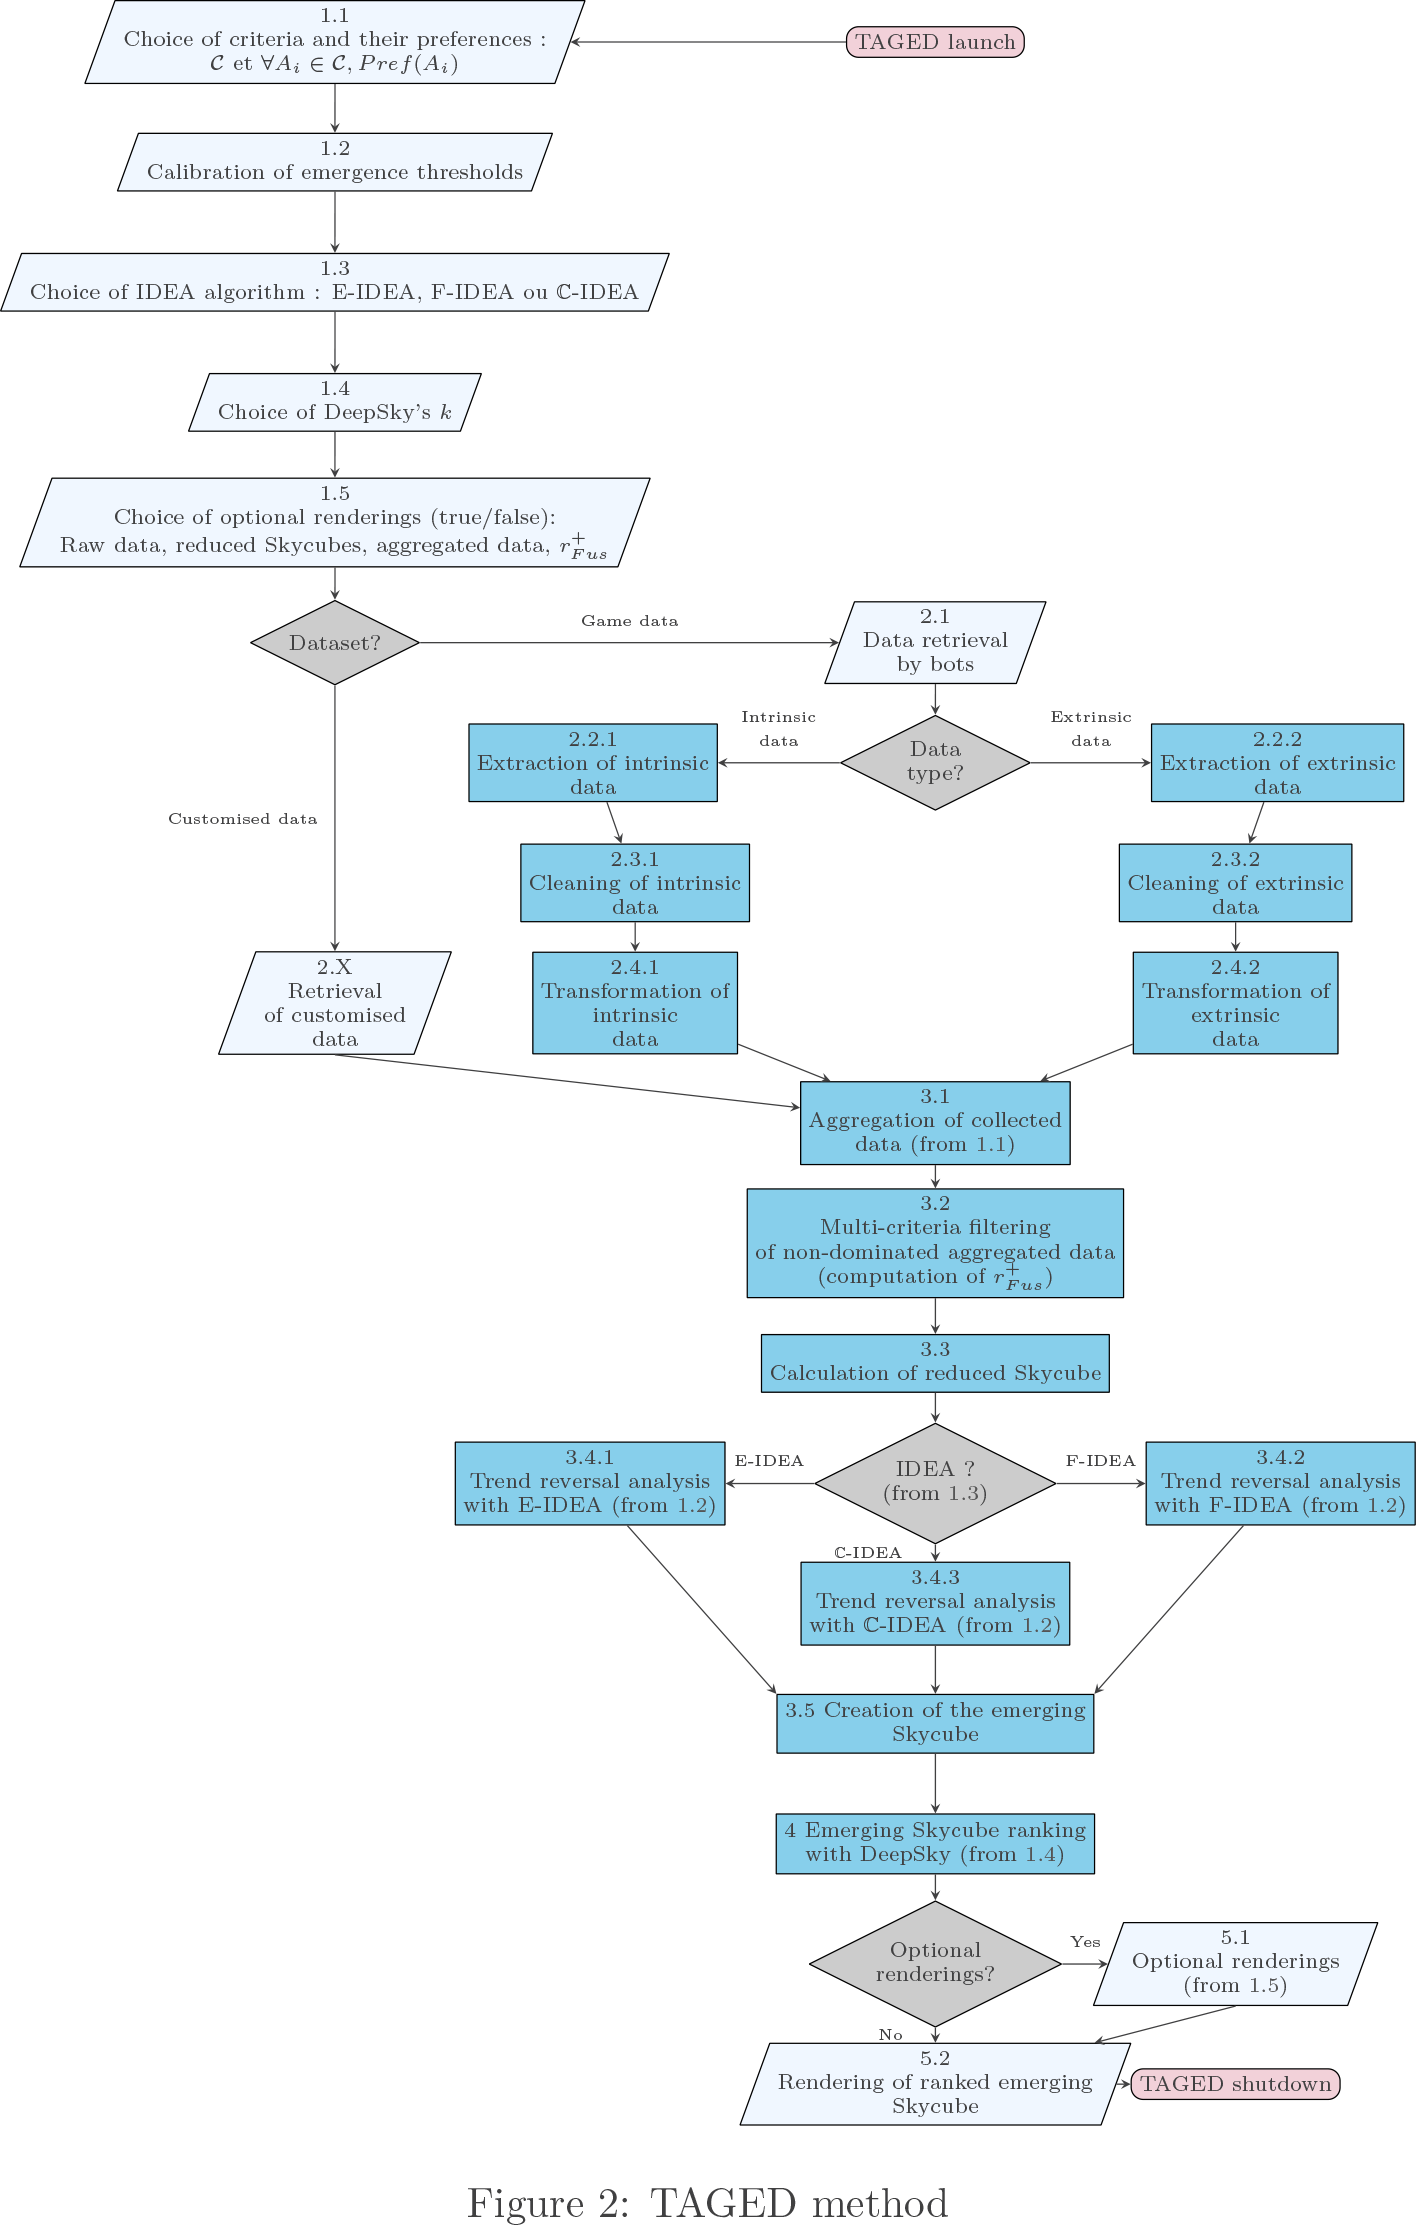 1.1
Choice of criteria and their preferences :
𝒞 et ∀A_i ∈ 𝒞, Pref(A_i)
TAGED launch
1.2
Calibration of emergence thresholds
1.3
Choice of IDEA algorithm : E-IDEA, F-IDEA ou ℂ-IDEA
1.4
Choice of DeepSky's k
1.5
Choice of optional renderings (true/false):
Raw data, reduced Skycubes, aggregated data, r_{Fus}^+
Dataset?
Game data
2.1
Data retrieval
by bots
Customised data
Intrinsic
data
Data
type?
Extrinsic
data
2.2.1
Extraction of intrinsic
data
2.2.2
Extraction of extrinsic
data
2.3.1
Cleaning of intrinsic
data
2.3.2
Cleaning of extrinsic
data
2.X
Retrieval
of customised
data
2.4.1
Transformation of
intrinsic
data
2.4.2
Transformation of
extrinsic
data
3.1
Aggregation of collected
data (from 1.1)
3.2
Multi-criteria filtering
of non-dominated aggregated data
(computation of r_{Fus}^+)
3.3
Calculation of reduced Skycube
IDEA ?
(from 1.3)
E-IDEA
F-IDEA
ℂ-IDEA
3.4.1
Trend reversal analysis
with E-IDEA (from 1.2)
3.4.2
Trend reversal analysis
with F-IDEA (from 1.2)
3.4.3
Trend reversal analysis
with ℂ-IDEA (from 1.2)
3.5 Creation of the emerging
Skycube
4 Emerging Skycube ranking
with DeepSky (from 1.4)
Optional
renderings?
Yes
5.1
Optional renderings
(from 1.5)
No
5.2
Rendering of ranked emerging
Skycube
TAGED shutdown
Figure 2: TAGED method